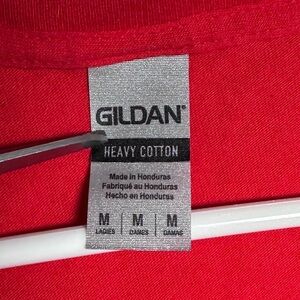 GILDAN®
HEAVY COTTON
Made in Honduras
Fabriqué au Honduras
Hecho en Honduras
M M M
LADIES DAMES DAMAS